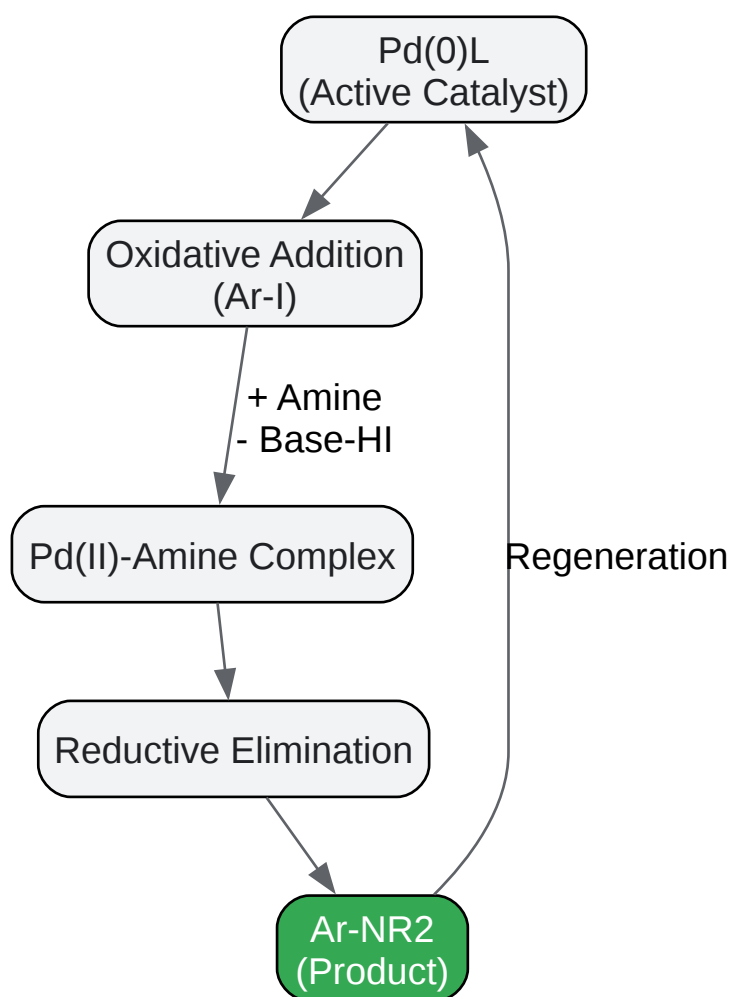 Pd(0)L
(Active Catalyst)
Oxidative Addition
(Ar-I)
+ Amine
- Base-HI
Pd(II)-Amine Complex
Regeneration
Reductive Elimination
Ar-NR2
(Product)